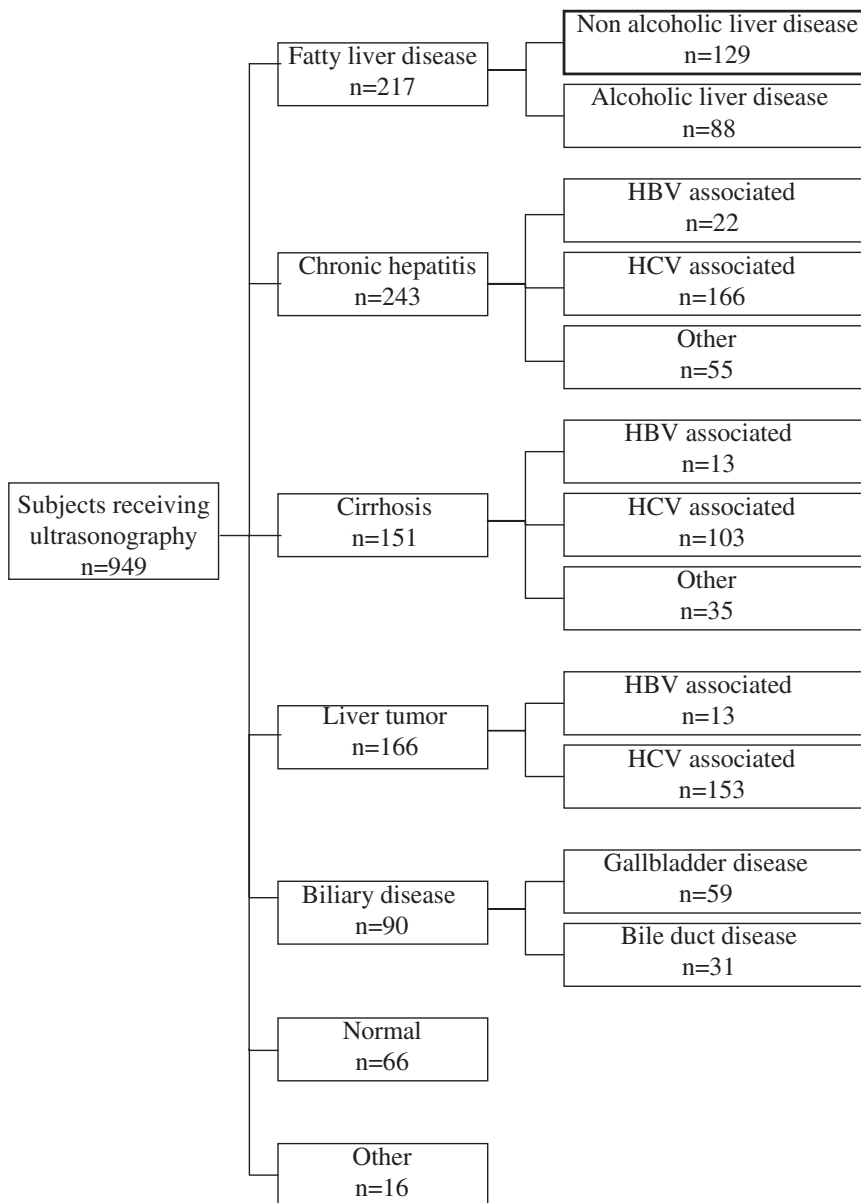 Subjects receiving
ultrasonography
n=949
Fatty liver disease
n=217
Non alcoholic liver disease
n=129
Alcoholic liver disease
n=88
Chronic hepatitis
n=243
HBV associated
n=22
HCV associated
n=166
Other
n=55
Cirrhosis
n=151
HBV associated
n=13
HCV associated
n=103
Other
n=35
Liver tumor
n=166
HBV associated
n=13
HCV associated
n=153
Biliary disease
n=90
Gallbladder disease
n=59
Bile duct disease
n=31
Normal
n=66
Other
n=16